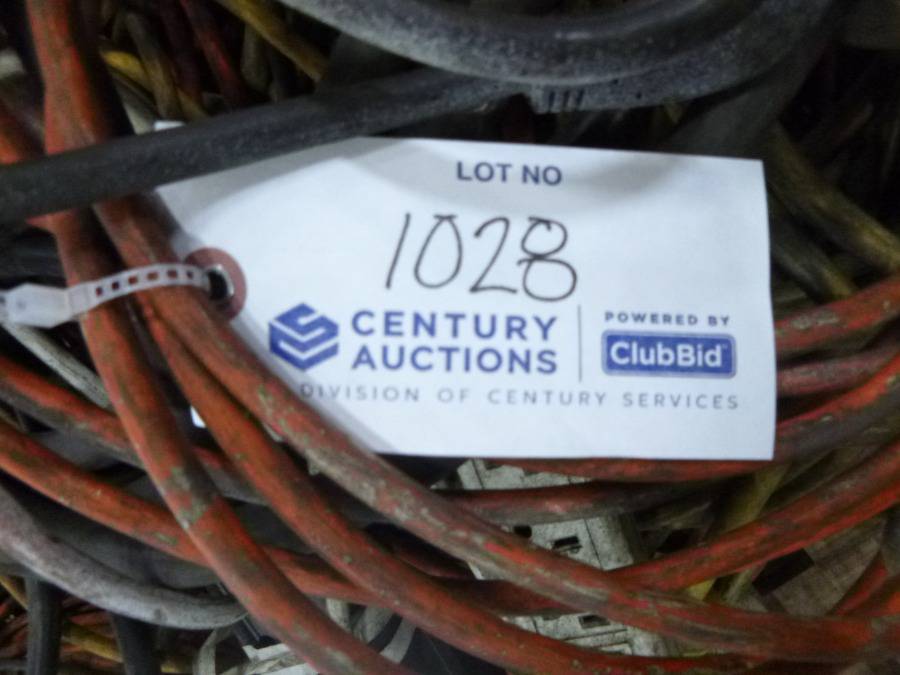 LOT NO
1028
CENTURY
AUCTIONS
POWERED BY
ClubBid
DIVISION OF CENTURY SERVICES